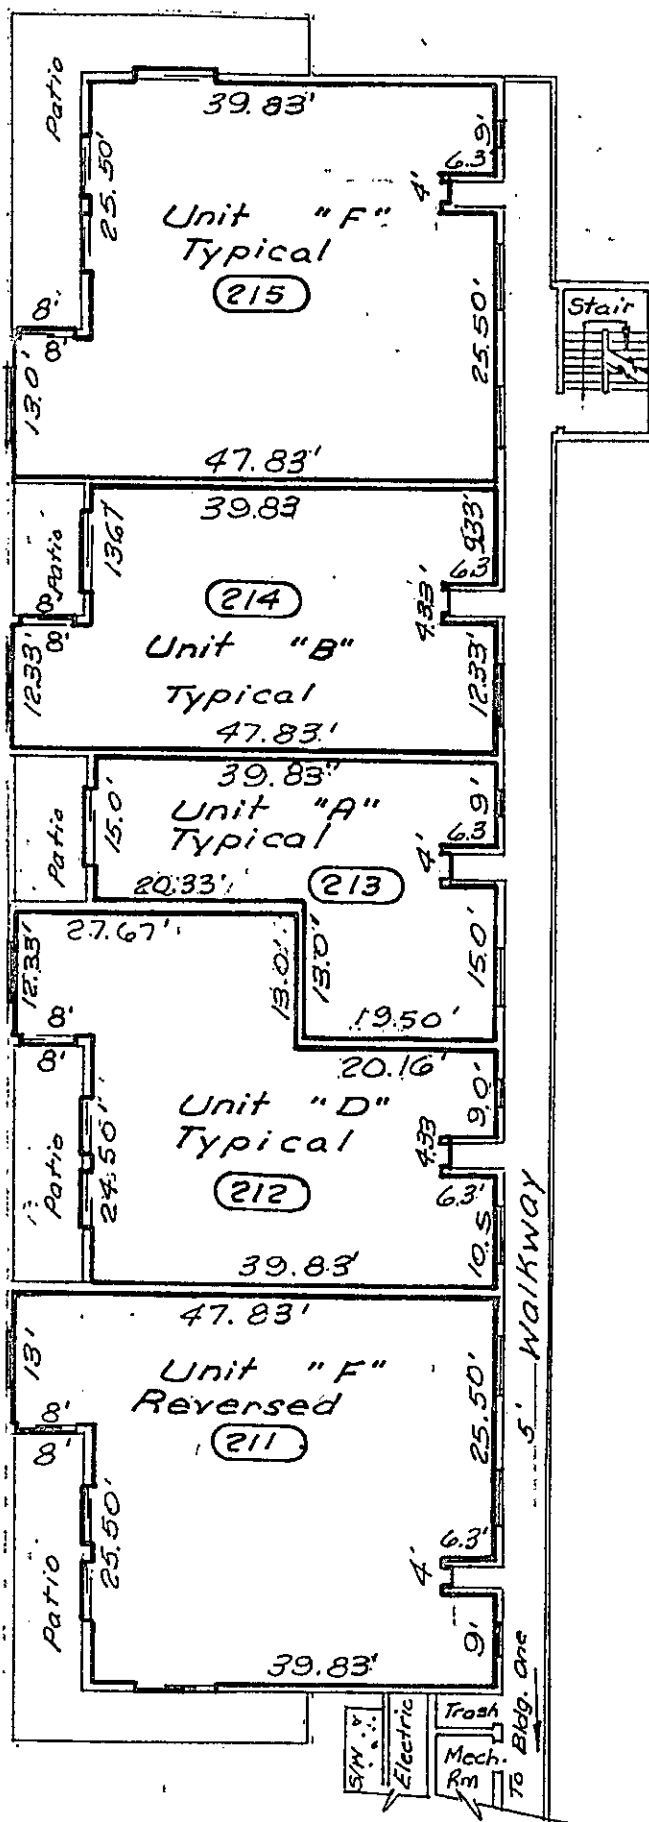 Patio
39.83'
9'
6.3'
4'
25.50'
Unit "F"
Typical
215
8'
8'
13.0'
25.50'
Stair
47.83'
39.83
Patio
13.67
9.33'
6.3
4.33'
214
8'
8'
Unit "B"
12.33'
12.33'
Typical
47.83'
39.83'
Unit "A"
9'
15.0'
Typical
6.3
Patio
4'
20.33'
213
27.67'
12.33'
13.0'
13.0'
15.0'
8'
19.50'
8'
20.16'
Unit "D"
9.0'
Typical
4.33
Patio
24.50'
212
6.3'
10.5
39.83'
47.83'
13'
Unit "F"
Reversed
25.50'
8'
211
8'
5' Walkway
25.50'
6.3'
4'
Patio
9'
39.83'
S/W
Electric
Trash
Mech.
Rm
To Bldg. One